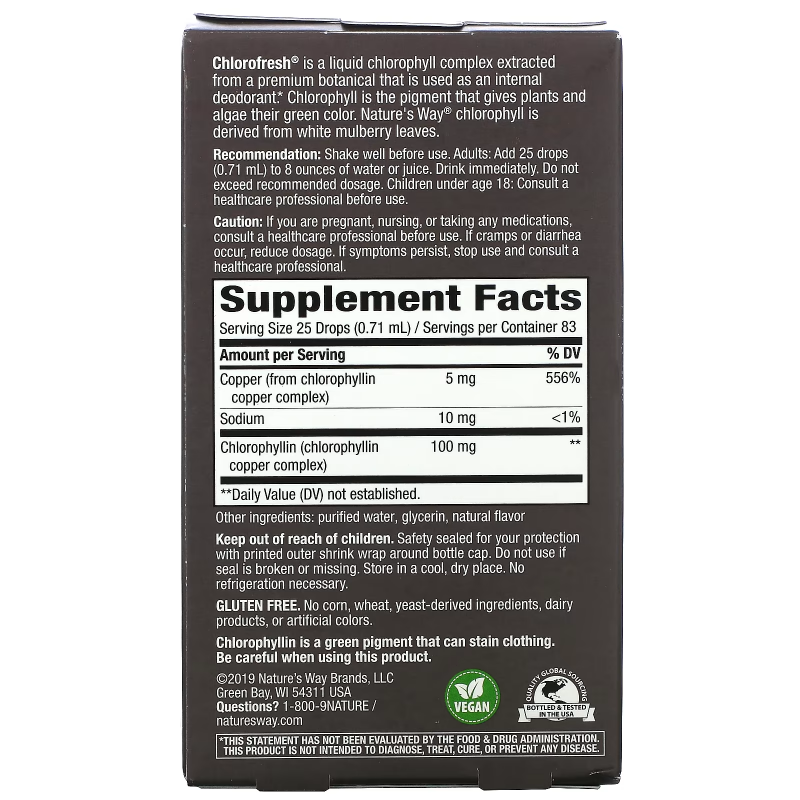 Chlorofresh® is a liquid chlorophyll complex extracted
from a premium botanical that is used as an internal
deodorant.* Chlorophyll is the pigment that gives plants and
algae their green color. Nature's Way® chlorophyll is
derived from white mulberry leaves.
Recommendation: Shake well before use. Adults: Add 25 drops
(0.71 mL) to 8 ounces of water or juice. Drink immediately. Do not
exceed recommended dosage. Children under age 18: Consult a
healthcare professional before use.
Caution: If you are pregnant, nursing, or taking any medications,
consult a healthcare professional before use. If cramps or diarrhea
occur, reduce dosage. If symptoms persist, stop use and consult a
healthcare professional.
Supplement Facts
Serving Size 25 Drops (0.71 mL) / Servings per Container 83
Amount per Serving % DV
Copper (from chlorophyllin 5 mg 556%
copper complex)
Sodium 10 mg <1%
Chlorophyllin (chlorophyllin 100 mg **
copper complex)
**Daily Value (DV) not established.
Other ingredients: purified water, glycerin, natural flavor
Keep out of reach of children. Safety sealed for your protection
with printed outer shrink wrap around bottle cap. Do not use if
seal is broken or missing. Store in a cool, dry place. No
refrigeration necessary.
GLUTEN FREE. No corn, wheat, yeast-derived ingredients, dairy
products, or artificial colors.
Chlorophyllin is a green pigment that can stain clothing.
Be careful when using this product.
©2019 Nature's Way Brands, LLC
Green Bay, WI 54311 USA
Questions? 1-800-9NATURE /
naturesway.com
VEGAN
QUALITY GLOBAL SOURCING
BOTTLED & TESTED
IN THE USA
*THIS STATEMENT HAS NOT BEEN EVALUATED BY THE FOOD & DRUG ADMINISTRATION.
THIS PRODUCT IS NOT INTENDED TO DIAGNOSE, TREAT, CURE, OR PREVENT ANY DISEASE.